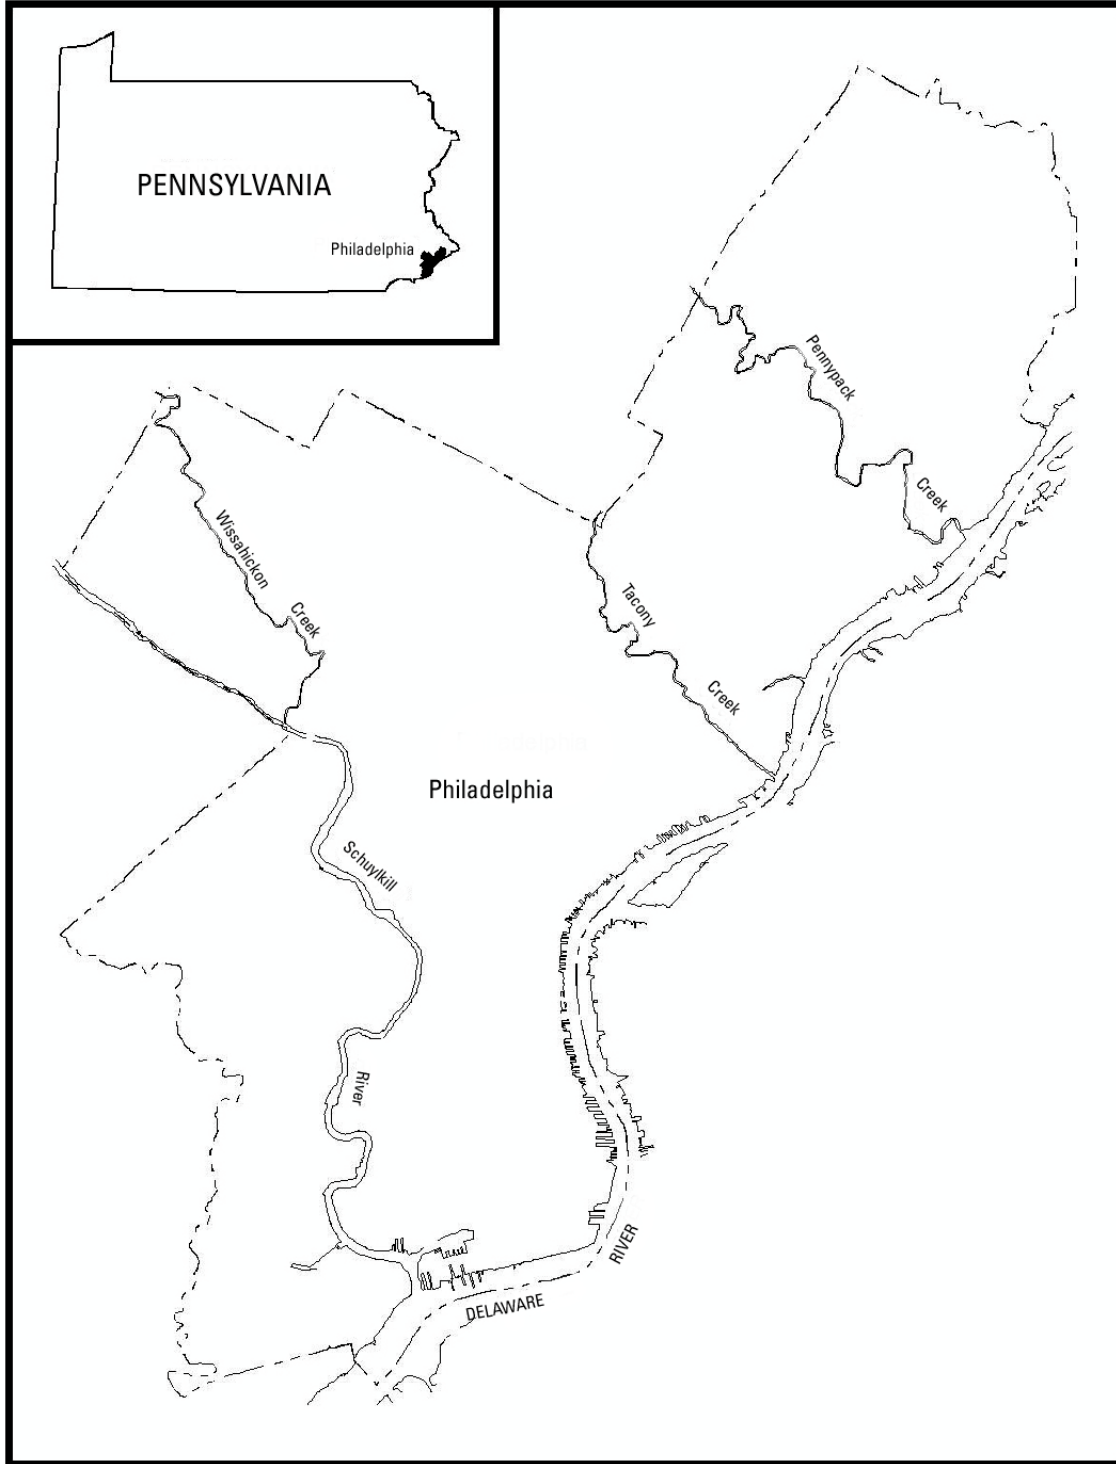 PENNSYLVANIA
Philadelphia
Pennypack
Creek
Wissahickon
Creek
Tacony
Creek
Philadelphia
Schuylkill
River
DELAWARE
RIVER